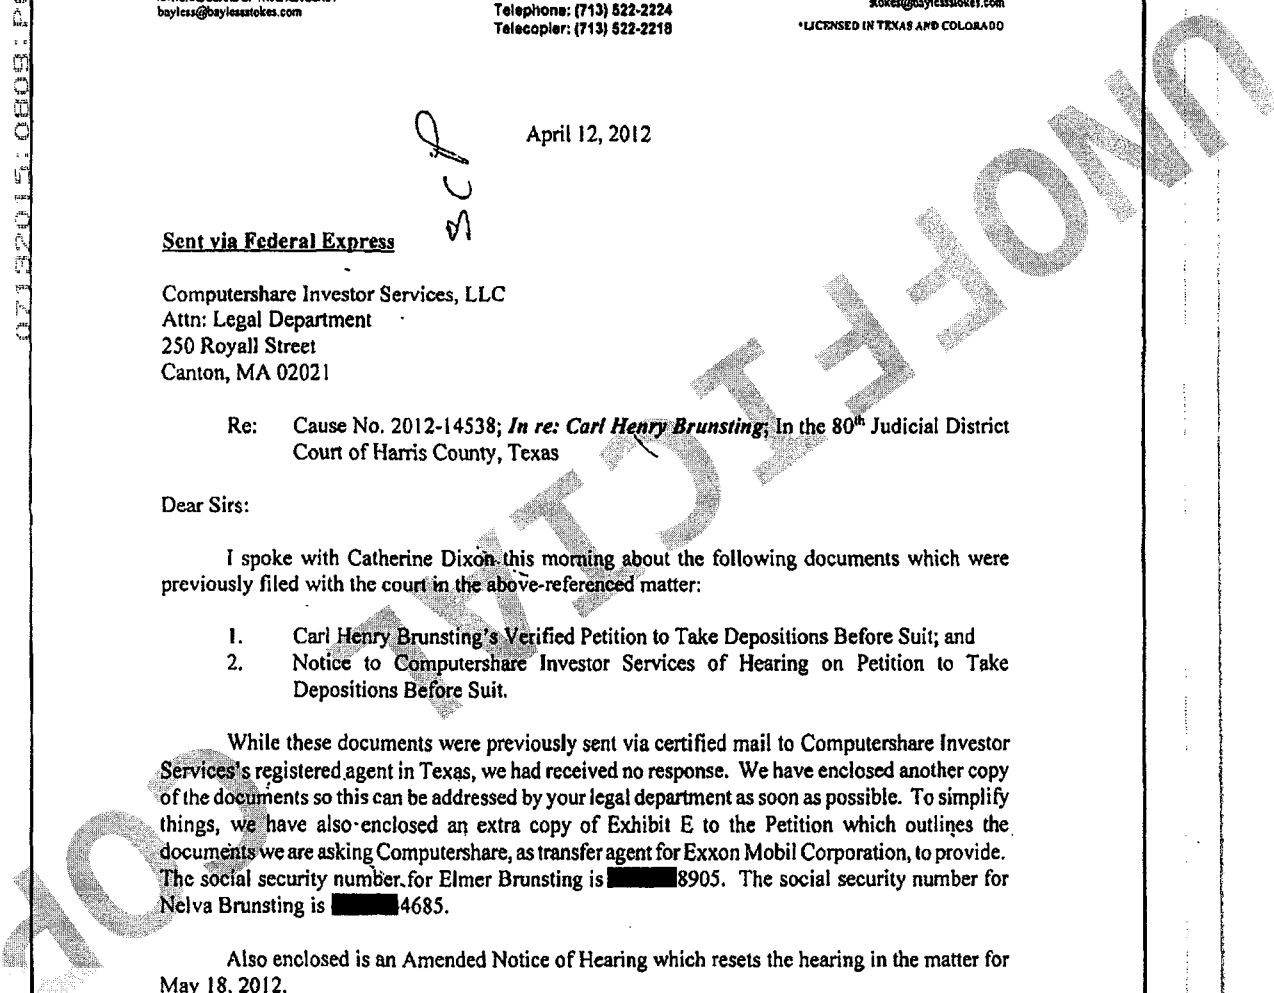 bayless@baylessstokes.com
Telephone: (713) 522-2224
Telecopier: (713) 522-2218
stokes@baylessstokes.com
*LICENSED IN TEXAS AND COLORADO
April 12, 2012
Sent via Federal Express
Computershare Investor Services, LLC
Attn: Legal Department
250 Royall Street
Canton, MA 02021
Re: Cause No. 2012-14538; In re: Carl Henry Brunsting; In the 80th Judicial District
Court of Harris County, Texas
Dear Sirs:
I spoke with Catherine Dixon this morning about the following documents which were
previously filed with the court in the above-referenced matter:
1. Carl Henry Brunsting's Verified Petition to Take Depositions Before Suit; and
2. Notice to Computershare Investor Services of Hearing on Petition to Take
Depositions Before Suit.
While these documents were previously sent via certified mail to Computershare Investor
Services's registered agent in Texas, we had received no response. We have enclosed another copy
of the documents so this can be addressed by your legal department as soon as possible. To simplify
things, we have also enclosed an extra copy of Exhibit E to the Petition which outlines the
documents we are asking Computershare, as transfer agent for Exxon Mobil Corporation, to provide.
The social security number for Elmer Brunsting is 8905. The social security number for
Nelva Brunsting is 4685.
Also enclosed is an Amended Notice of Hearing which resets the hearing in the matter for
May 18, 2012.
UNOFFICIAL COP